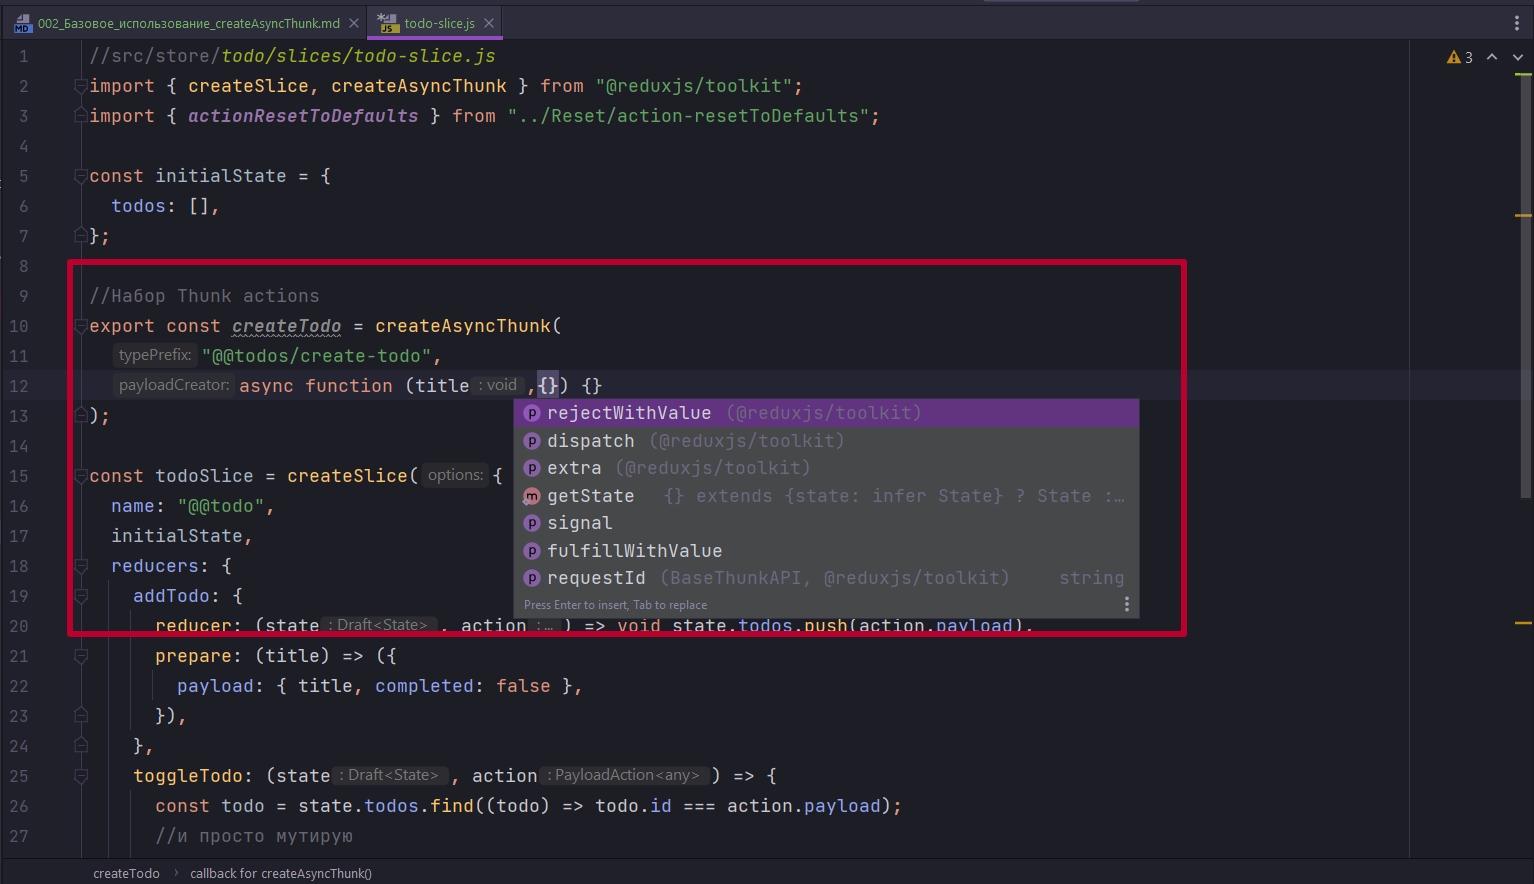 002_Базовое_использование_createAsyncThunk.md
todo-slice.js
1 //src/store/todo/slices/todo-slice.js
3
2 import { createSlice, createAsyncThunk } from "@reduxjs/toolkit";
3 import { actionResetToDefaults } from "../Reset/action-resetToDefaults";
4
5 const initialState = {
6 todos: [],
7 };
8
9 //Набор Thunk actions
10 export const createTodo = createAsyncThunk(
11 typePrefix: "@@todos/create-todo",
12 payloadCreator: async function (title : void ,{}) {}
13 );
rejectWithValue (@reduxjs/toolkit)
dispatch (@reduxjs/toolkit)
extra (@reduxjs/toolkit)
getState {} extends {state: infer State} ? State :…
signal
fulfillWithValue
requestId (BaseThunkAPI, @reduxjs/toolkit) string
Press Enter to insert, Tab to replace
14
15 const todoSlice = createSlice( options: {
16 name: "@@todo",
17 initialState,
18 reducers: {
19 addTodo: {
20 reducer: (state : Draft<State> , action :… ) => void state.todos.push(action.payload),
21 prepare: (title) => ({
22 payload: { title, completed: false },
23 }),
24 },
25 toggleTodo: (state : Draft<State> , action : PayloadAction<any> ) => {
26 const todo = state.todos.find((todo) => todo.id === action.payload);
27 //и просто мутирую
createTodo › callback for createAsyncThunk()